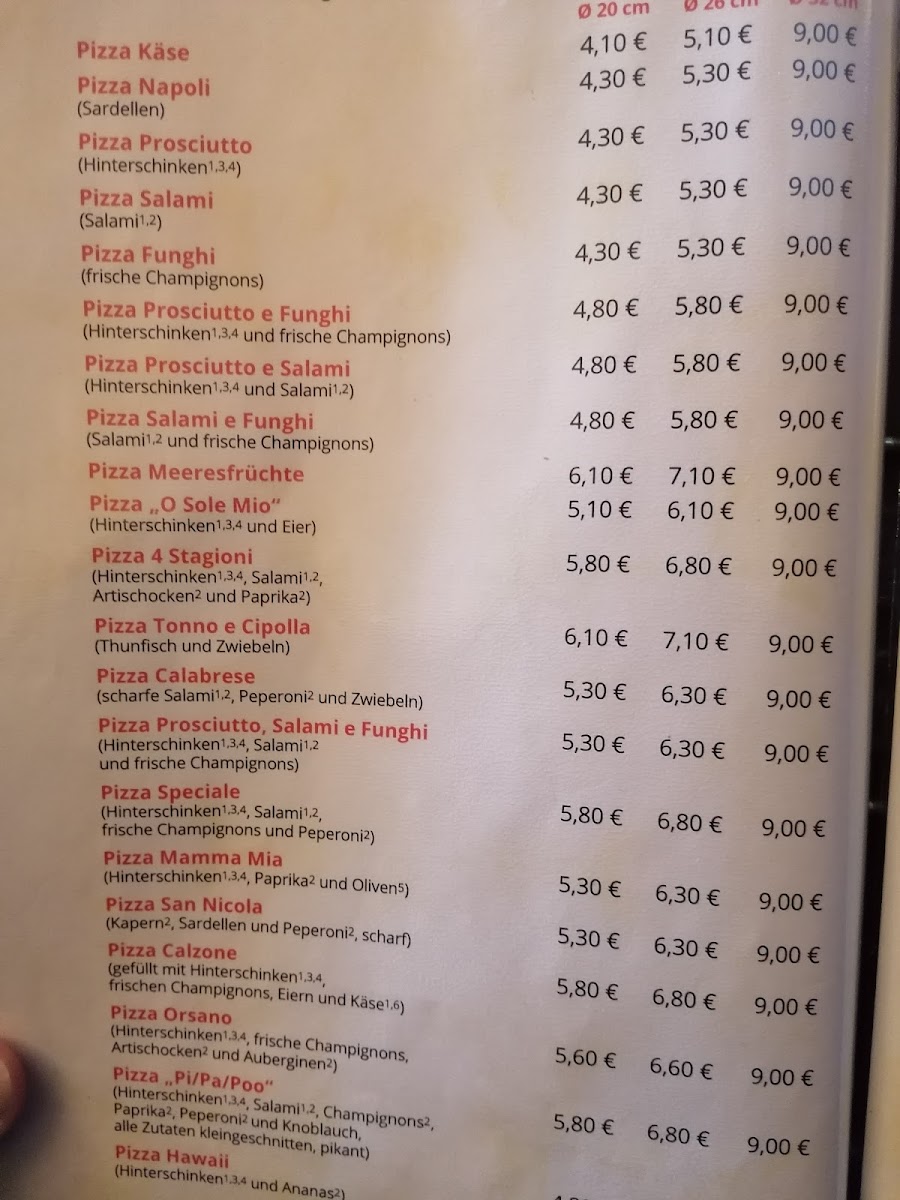 Ø 20 cm Ø 26 cm Ø 32 cm
Pizza Käse 4,10 € 5,10 € 9,00 €
Pizza Napoli 4,30 € 5,30 € 9,00 €
(Sardellen)
Pizza Prosciutto 4,30 € 5,30 € 9,00 €
(Hinterschinken1,3,4)
Pizza Salami 4,30 € 5,30 € 9,00 €
(Salami1,2)
Pizza Funghi 4,30 € 5,30 € 9,00 €
(frische Champignons)
Pizza Prosciutto e Funghi 4,80 € 5,80 € 9,00 €
(Hinterschinken1,3,4 und frische Champignons)
Pizza Prosciutto e Salami 4,80 € 5,80 € 9,00 €
(Hinterschinken1,3,4 und Salami1,2)
Pizza Salami e Funghi 4,80 € 5,80 € 9,00 €
(Salami1,2 und frische Champignons)
Pizza Meeresfrüchte 6,10 € 7,10 € 9,00 €
Pizza „O Sole Mio“ 5,10 € 6,10 € 9,00 €
(Hinterschinken1,3,4 und Eier)
Pizza 4 Stagioni 5,80 € 6,80 € 9,00 €
(Hinterschinken1,3,4, Salami1,2,
Artischocken2 und Paprika2)
Pizza Tonno e Cipolla 6,10 € 7,10 € 9,00 €
(Thunfisch und Zwiebeln)
Pizza Calabrese 5,30 € 6,30 € 9,00 €
(scharfe Salami1,2, Peperoni2 und Zwiebeln)
Pizza Prosciutto, Salami e Funghi 5,30 € 6,30 € 9,00 €
(Hinterschinken1,3,4, Salami1,2
und frische Champignons)
Pizza Speciale 5,80 € 6,80 € 9,00 €
(Hinterschinken1,3,4, Salami1,2,
frische Champignons und Peperoni2)
Pizza Mamma Mia 5,30 € 6,30 € 9,00 €
(Hinterschinken1,3,4, Paprika2 und Oliven5)
Pizza San Nicola 5,30 € 6,30 € 9,00 €
(Kapern2, Sardellen und Peperoni2, scharf)
Pizza Calzone 5,80 € 6,80 € 9,00 €
(gefüllt mit Hinterschinken1,3,4,
frischen Champignons, Eiern und Käse1,6)
Pizza Orsano 5,60 € 6,60 € 9,00 €
(Hinterschinken1,3,4, frische Champignons,
Artischocken2 und Auberginen2)
Pizza „Pi/Pa/Poo“ 5,80 € 6,80 € 9,00 €
(Hinterschinken1,3,4, Salami1,2, Champignons2,
Paprika2, Peperoni2 und Knoblauch,
alle Zutaten kleingeschnitten, pikant)
Pizza Hawaii
(Hinterschinken1,3,4 und Ananas2)